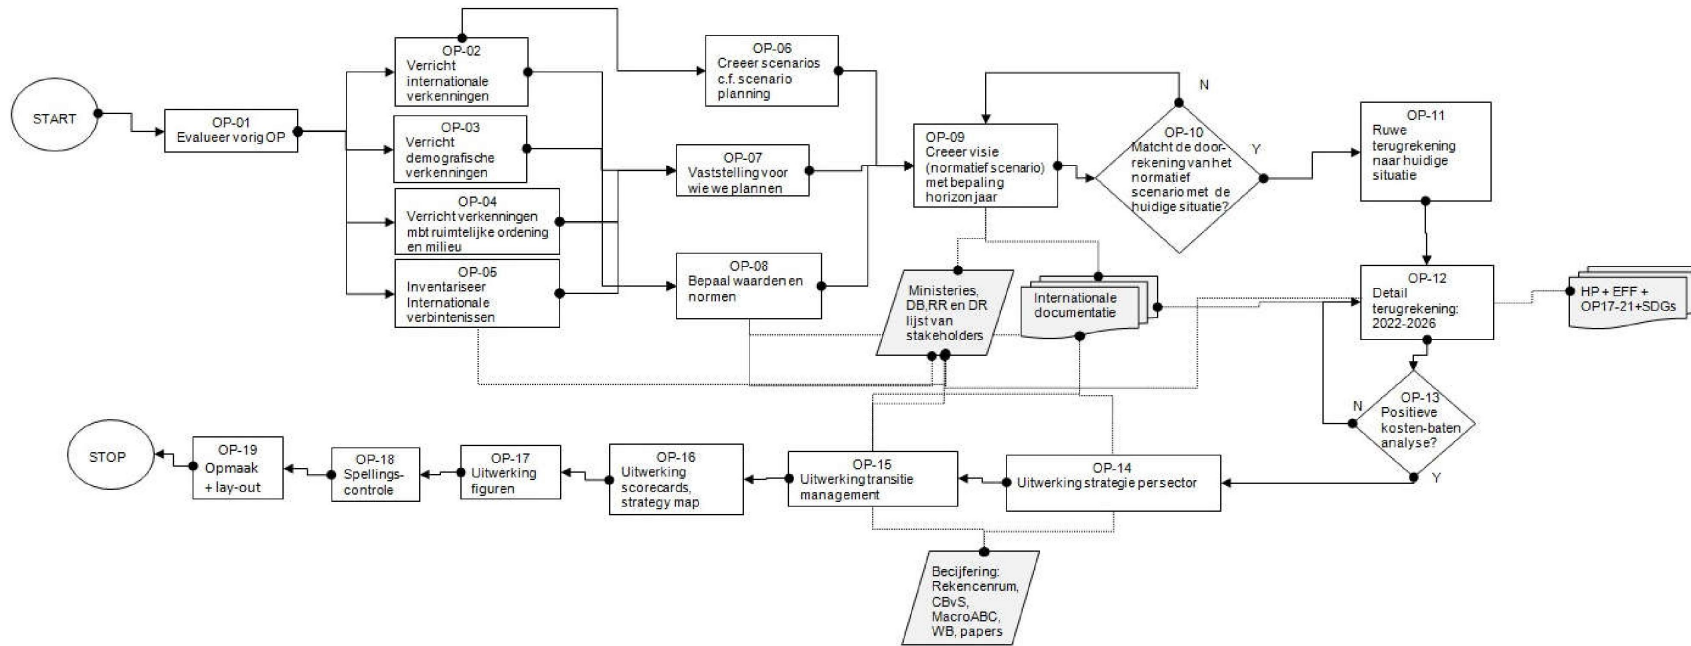 START
OP-01
Evalueer vorig OP
OP-02
Verricht
internationale
verkenningen
OP-03
Verricht
demografische
verkenningen
OP-04
Verricht verkenningen
mbt ruimtelijke ordening
en milieu
OP-05
Inventariseer
Internationale
verbintenissen
OP-06
Creeer scenarios
c.f. scenario
planning
OP-07
Vaststelling voor
wie we plannen
OP-08
Bepaal waarden en
normen
OP-09
Creeer visie
(normatief scenario)
met bepaling
horizon jaar
N
OP-10
Matcht de door-
rekening van het
normatief
scenario met de
huidige situatie?
Y
OP-11
Ruwe
terugrekening
naar huidige
situatie
OP-12
Detail
terugrekening:
2022-2026
HP + EFF +
OP17-21+SDGs
Ministeries,
DB,RR en DR
lijst van
stakeholders
Internationale
documentatie
OP-13
Positieve
kosten-baten
analyse?
N
Y
OP-14
Uitwerking strategie per sector
OP-15
Uitwerking transitie
management
OP-16
Uitwerking
scorecards,
strategy map
OP-17
Uitwerking
figuren
OP-18
Spellings-
controle
OP-19
Opmaak
+ lay-out
STOP
Becijfering:
Rekencenrum,
CBvS,
MacroABC,
WB, papers